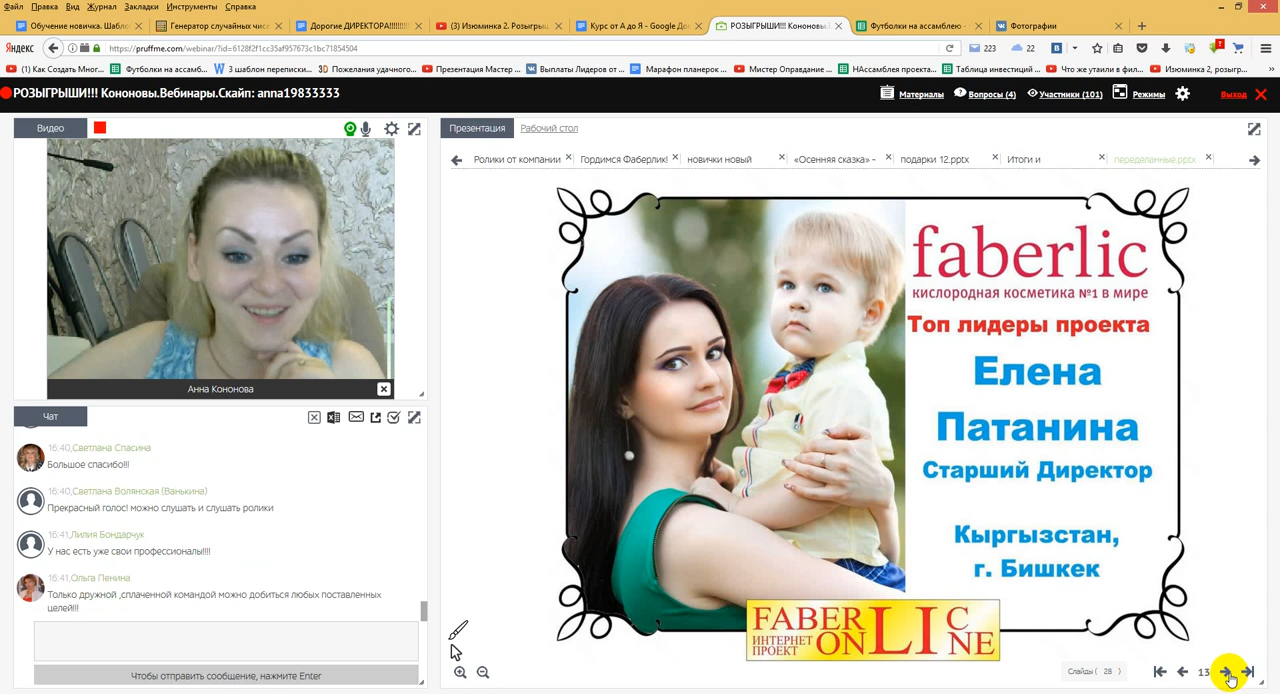 Файл Правка Вид Журнал Закладки Инструменты Справка
Обучение новичка. Шабло
Генератор случайных чисе
Дорогие ДИРЕКТОРА!!!!!!!!
(3) Изюминка 2. Розыгрыш
Курс от А до Я - Google До
РОЗЫГРЫШИ!!! Кононовы.
Футболки на ассамблею -
Фотографии
Яндекс
https://pruffme.com/webinar/?id=6128f2f1cc35af957673c1bc71854504
223
22
(1) Как Создать Мног...
Футболки на ассамб...
3 шаблон переписки...
Пожелания удачного...
Презентация Мастер ...
Выплаты Лидеров от ...
Марафон планерок ...
Мистер Оправдание ...
НАссамблея проекта...
Таблица инвестиций ...
Что же утаили в фил...
Изюминка 2, розыгр...
РОЗЫГРЫШИ!!! Кононовы.Вебинары.Скайп: anna19833333
Материалы
Вопросы (4)
Участники (101)
Режимы
Выход
Видео
Анна Кононова
Чат
16:40,Светлана Спасина
Большое спасибо!!!
16:40,Светлана Волянская (Ванькина)
Прекрасный голос! можно слушать и слушать ролики
16:41,Лилия Бондарчук
У нас есть уже свои профессионалы!!!!
16:41,Ольга Пенина
Только дружной ,сплаченной командой можно добиться любых поставленных
целей!!!
Чтобы отправить сообщение, нажмите Enter
Презентация
Рабочий стол
Ролики от компании
Гордимся Фаберлик!
новички новый
«Осенняя сказка» -
подарки 12.pptx
Итоги и
переделанные.pptx
faberlic
кислородная косметика №1 в мире
Топ лидеры проекта
Елена
Патанина
Старший Директор
Кыргызстан,
г. Бишкек
FABERLIC
ИНТЕРНЕТ
ПРОЕКТ
ONLINE
Слайды ( 28 )
13